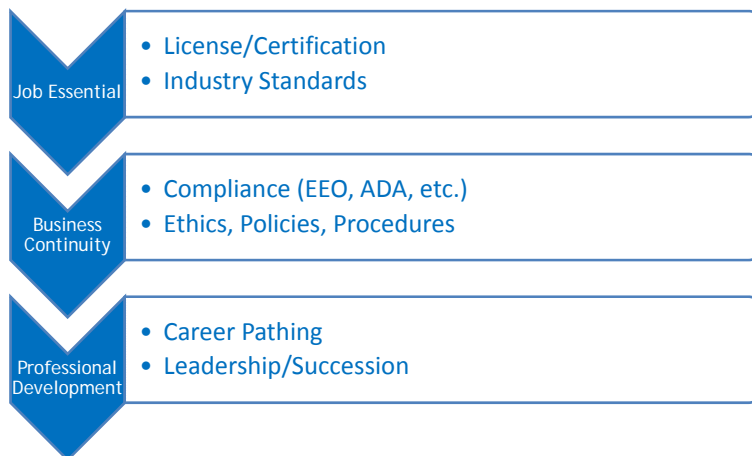 Job Essential
• License/Certification
• Industry Standards
Business
Continuity
• Compliance (EEO, ADA, etc.)
• Ethics, Policies, Procedures
Professional
Development
• Career Pathing
• Leadership/Succession